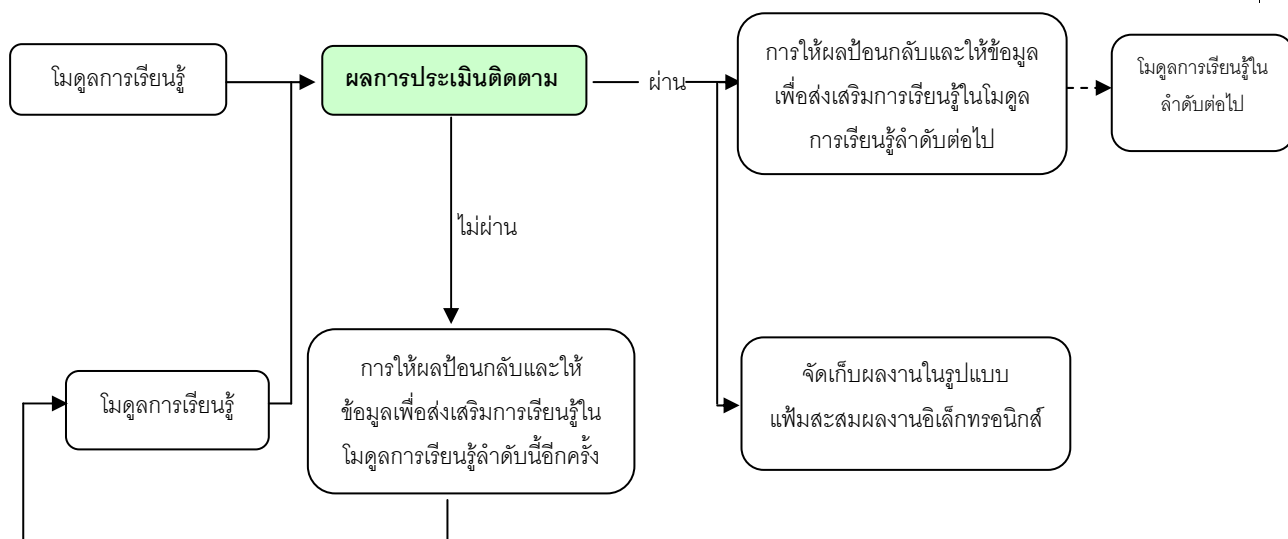 โมดูลการเรียนรู้
ผลการประเมินติดตาม
ผ่าน
การให้ผลป้อนกลับและให้ข้อมูล
เพื่อส่งเสริมการเรียนรู้ในโมดูล
การเรียนรู้ลำดับต่อไป
โมดูลการเรียนรู้ใน
ลำดับต่อไป
ไม่ผ่าน
โมดูลการเรียนรู้
การให้ผลป้อนกลับและให้
ข้อมูลเพื่อส่งเสริมการเรียนรู้ใน
โมดูลการเรียนรู้ลำดับนี้อีกครั้ง
จัดเก็บผลงานในรูปแบบ
แฟ้มสะสมผลงานอิเล็กทรอนิกส์